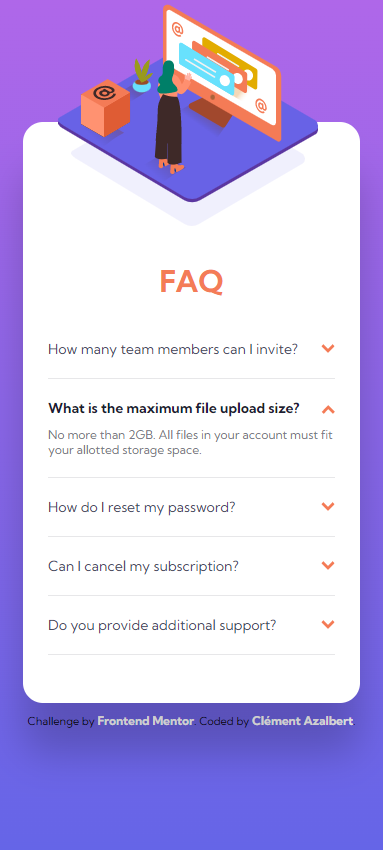 FAQ
How many team members can I invite?
What is the maximum file upload size?
No more than 2GB. All files in your account must fit
your allotted storage space.
How do I reset my password?
Can I cancel my subscription?
Do you provide additional support?
Challenge by Frontend Mentor. Coded by Clément Azalbert